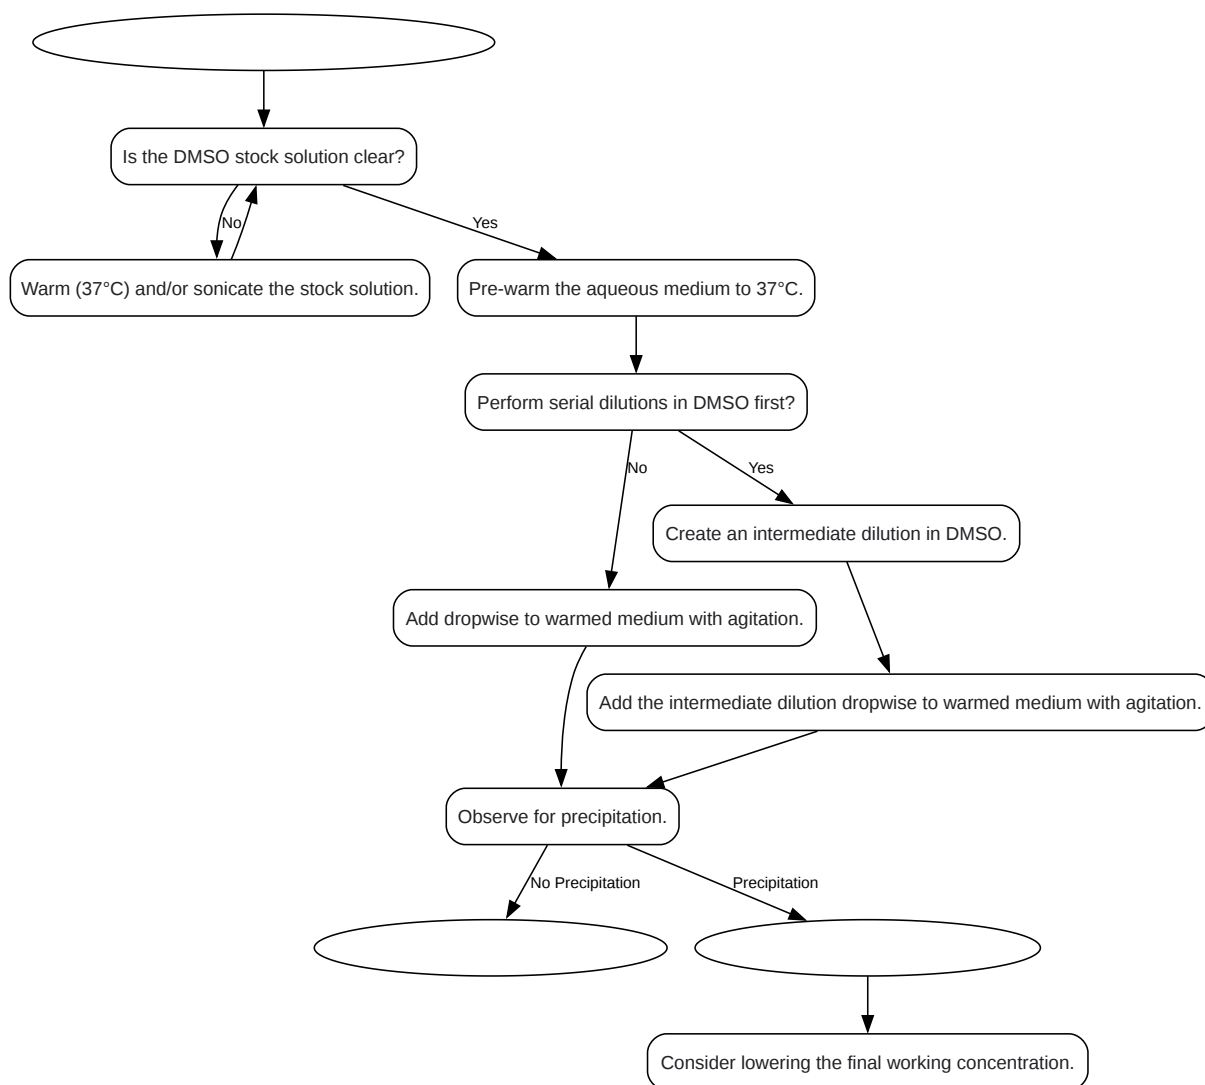 Is the DMSO stock solution clear?
No
Yes
Warm (37°C) and/or sonicate the stock solution.
Pre-warm the aqueous medium to 37°C.
Perform serial dilutions in DMSO first?
No
Yes
Create an intermediate dilution in DMSO.
Add dropwise to warmed medium with agitation.
Add the intermediate dilution dropwise to warmed medium with agitation.
Observe for precipitation.
No Precipitation
Precipitation
Consider lowering the final working concentration.